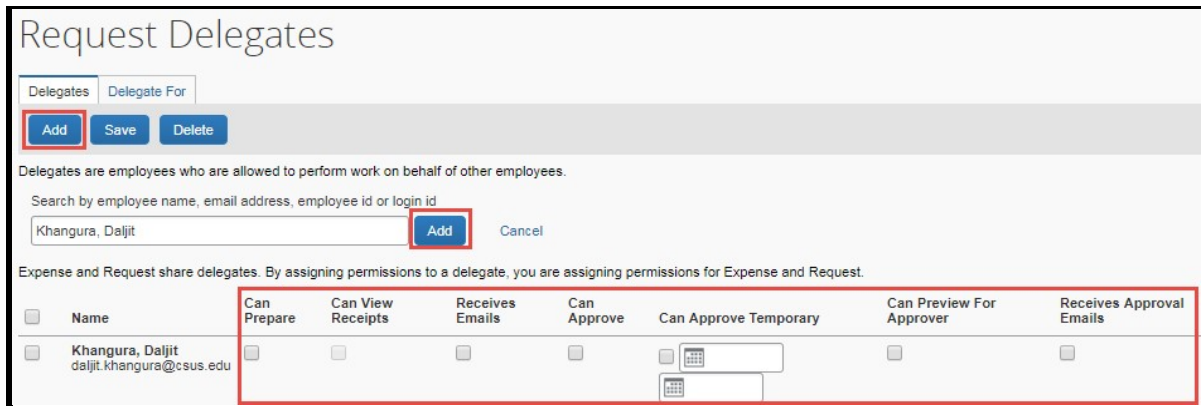 Request Delegates
Delegates Delegate For
Add Save Delete
Delegates are employees who are allowed to perform work on behalf of other employees.
Search by employee name, email address, employee id or login id
Khangura, Daljit Add Cancel
Expense and Request share delegates. By assigning permissions to a delegate, you are assigning permissions for Expense and Request.
Name Can Prepare Can View Receipts Receives Emails Can Approve Can Approve Temporary Can Preview For Approver Receives Approval Emails
Khangura, Daljit
daljit.khangura@csus.edu